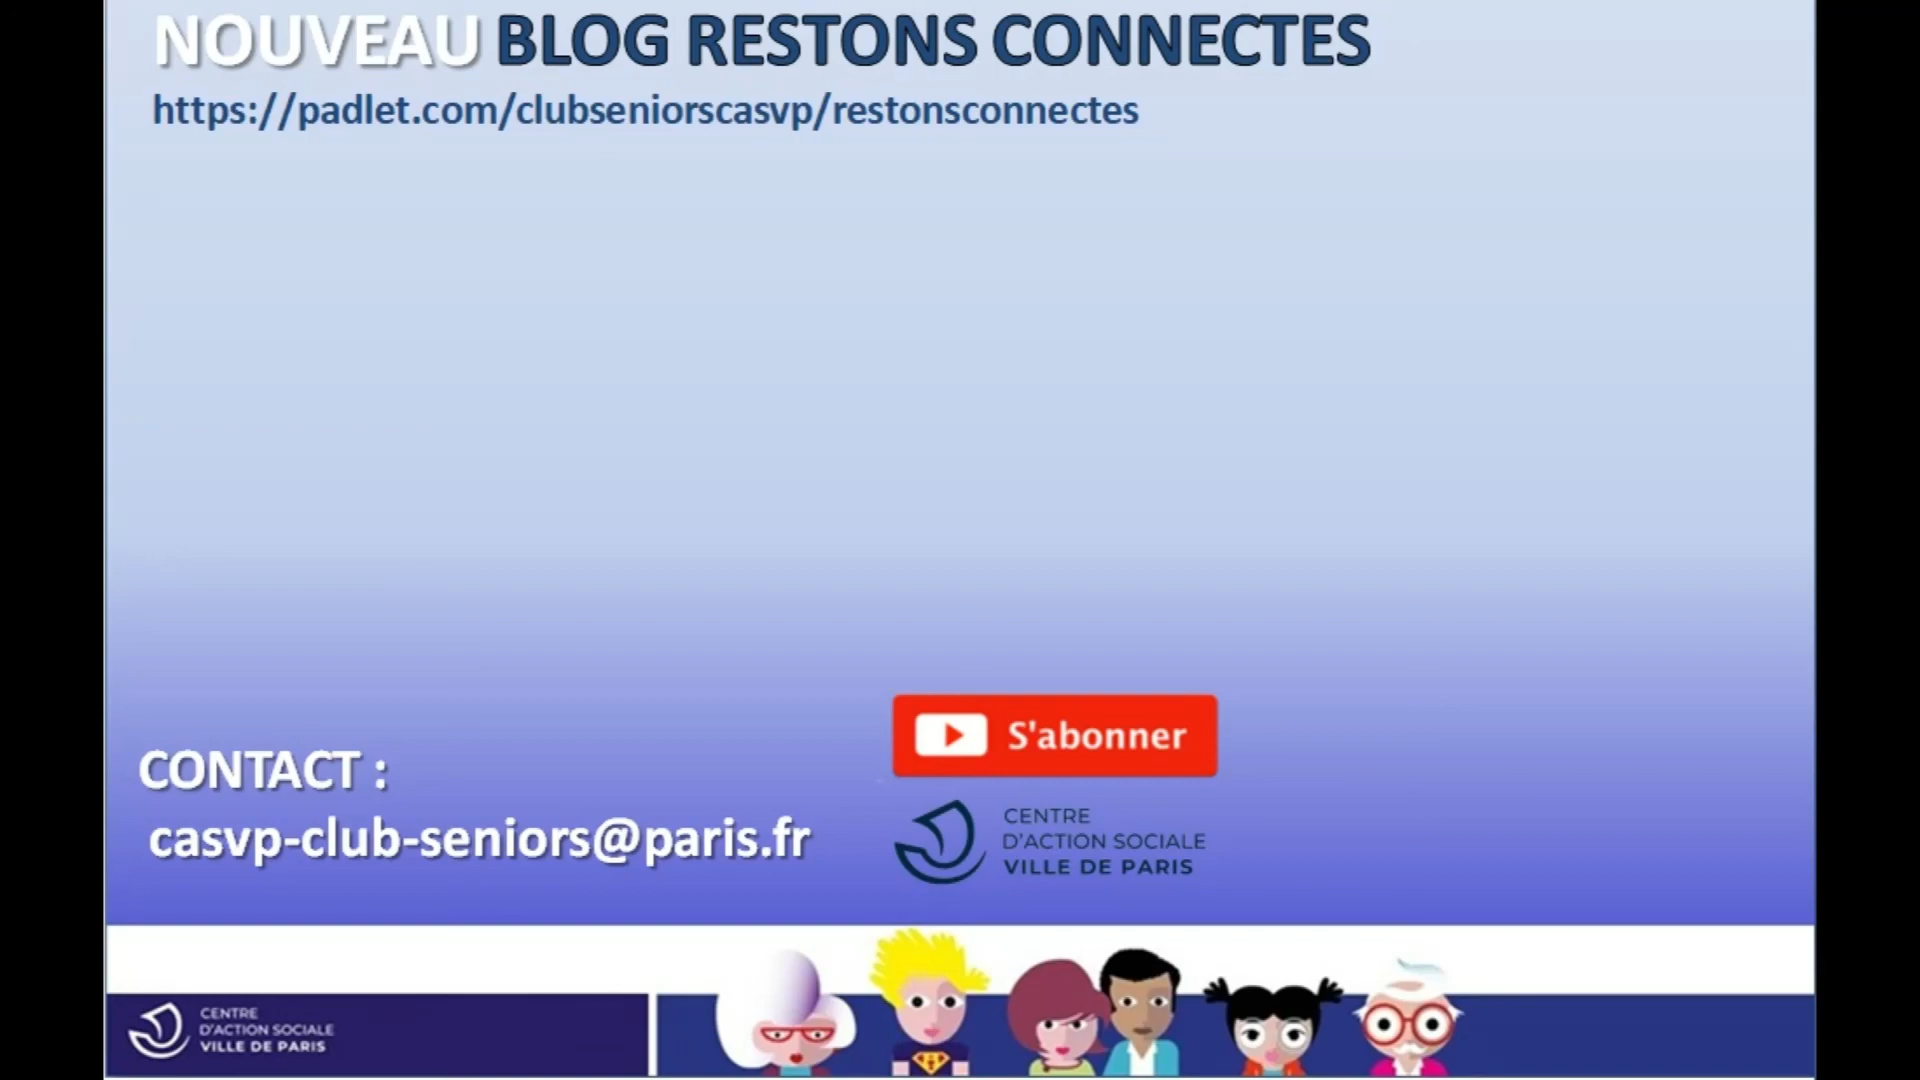 NOUVEAU BLOG RESTONS CONNECTES
https://padlet.com/clubseniorscasvp/restonsconnectes
S'abonner
CONTACT :
casvp-club-seniors@paris.fr
CENTRE
D'ACTION SOCIALE
VILLE DE PARIS
CENTRE
D'ACTION SOCIALE
VILLE DE PARIS